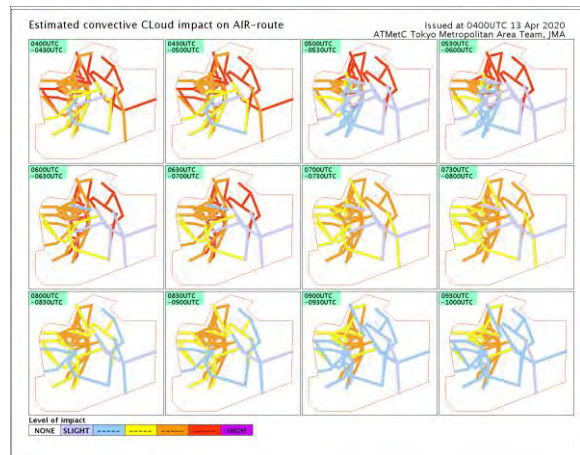 Estimated convective CLoud impact on AIR-route
Issued at 0400UTC 13 Apr 2020
ATMetC Tokyo Metropolitan Area Team, JMA
0400UTC
-0430UTC
0430UTC
-0500UTC
0500UTC
-0530UTC
0530UTC
-0600UTC
0600UTC
-0630UTC
0630UTC
-0700UTC
0700UTC
-0730UTC
0730UTC
-0800UTC
0800UTC
-0830UTC
0830UTC
-0900UTC
0900UTC
-0930UTC
0930UTC
-1000UTC
Level of impact
NONE SLIGHT ----- ----- ----- ----- HIGH